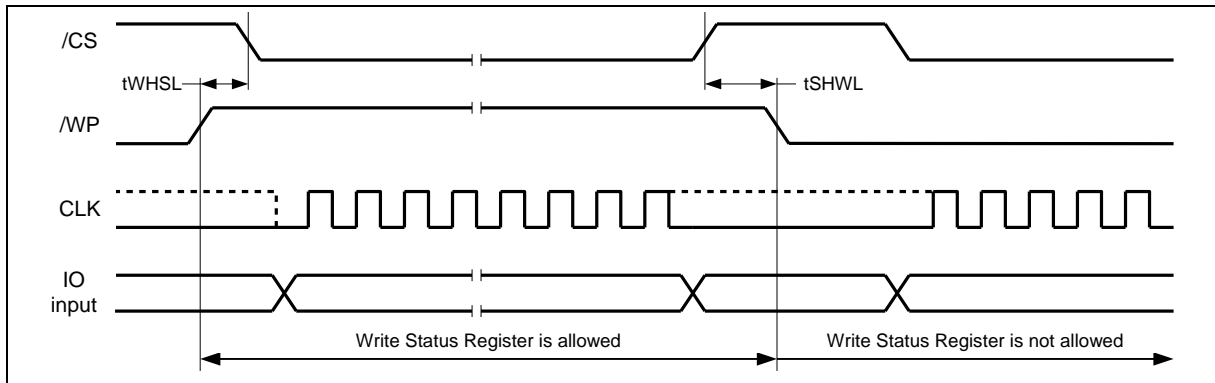 /CS
tWHSL
tSHWL
/WP
CLK
IO
input
Write Status Register is allowed
Write Status Register is not allowed